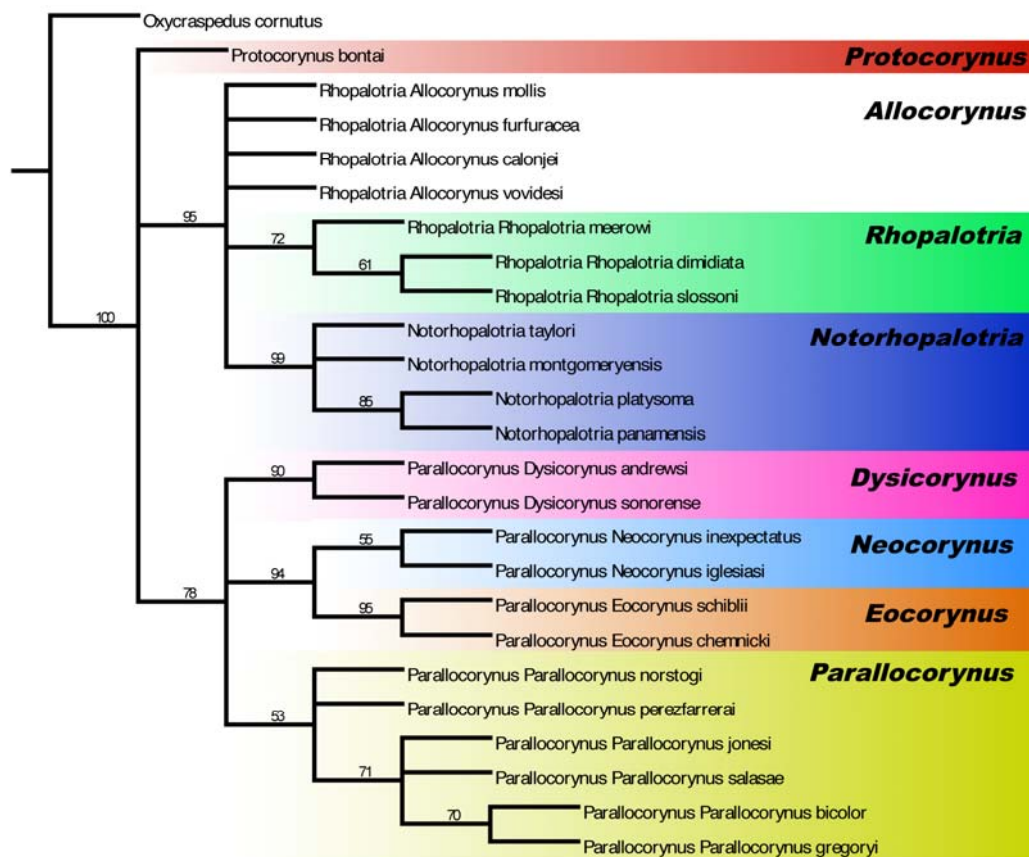 Oxycraspedus cornutus
Protocorynus bontai
Protocorynus
Rhopalotria Allocorynus mollis
Allocorynus
Rhopalotria Allocorynus furfuracea
Rhopalotria Allocorynus calonjei
Rhopalotria Allocorynus vovidesi
95
Rhopalotria Rhopalotria meerowi
Rhopalotria
72
Rhopalotria Rhopalotria dimidiata
61
Rhopalotria Rhopalotria slossoni
100
Notorhopalotria taylori
Notorhopalotria
99
Notorhopalotria montgomeryensis
85
Notorhopalotria platysoma
Notorhopalotria panamensis
90
Parallocorynus Dysicorynus andrewsi
Dysicorynus
Parallocorynus Dysicorynus sonorense
55
Parallocorynus Neocorynus inexpectatus
Neocorynus
94
Parallocorynus Neocorynus iglesiasi
78
95
Parallocorynus Eocorynus schiblii
Eocorynus
Parallocorynus Eocorynus chemnicki
Parallocorynus Parallocorynus norstogi
Parallocorynus
53
Parallocorynus Parallocorynus perezfarrerai
Parallocorynus Parallocorynus jonesi
71
Parallocorynus Parallocorynus salasae
70
Parallocorynus Parallocorynus bicolor
Parallocorynus Parallocorynus gregoryi